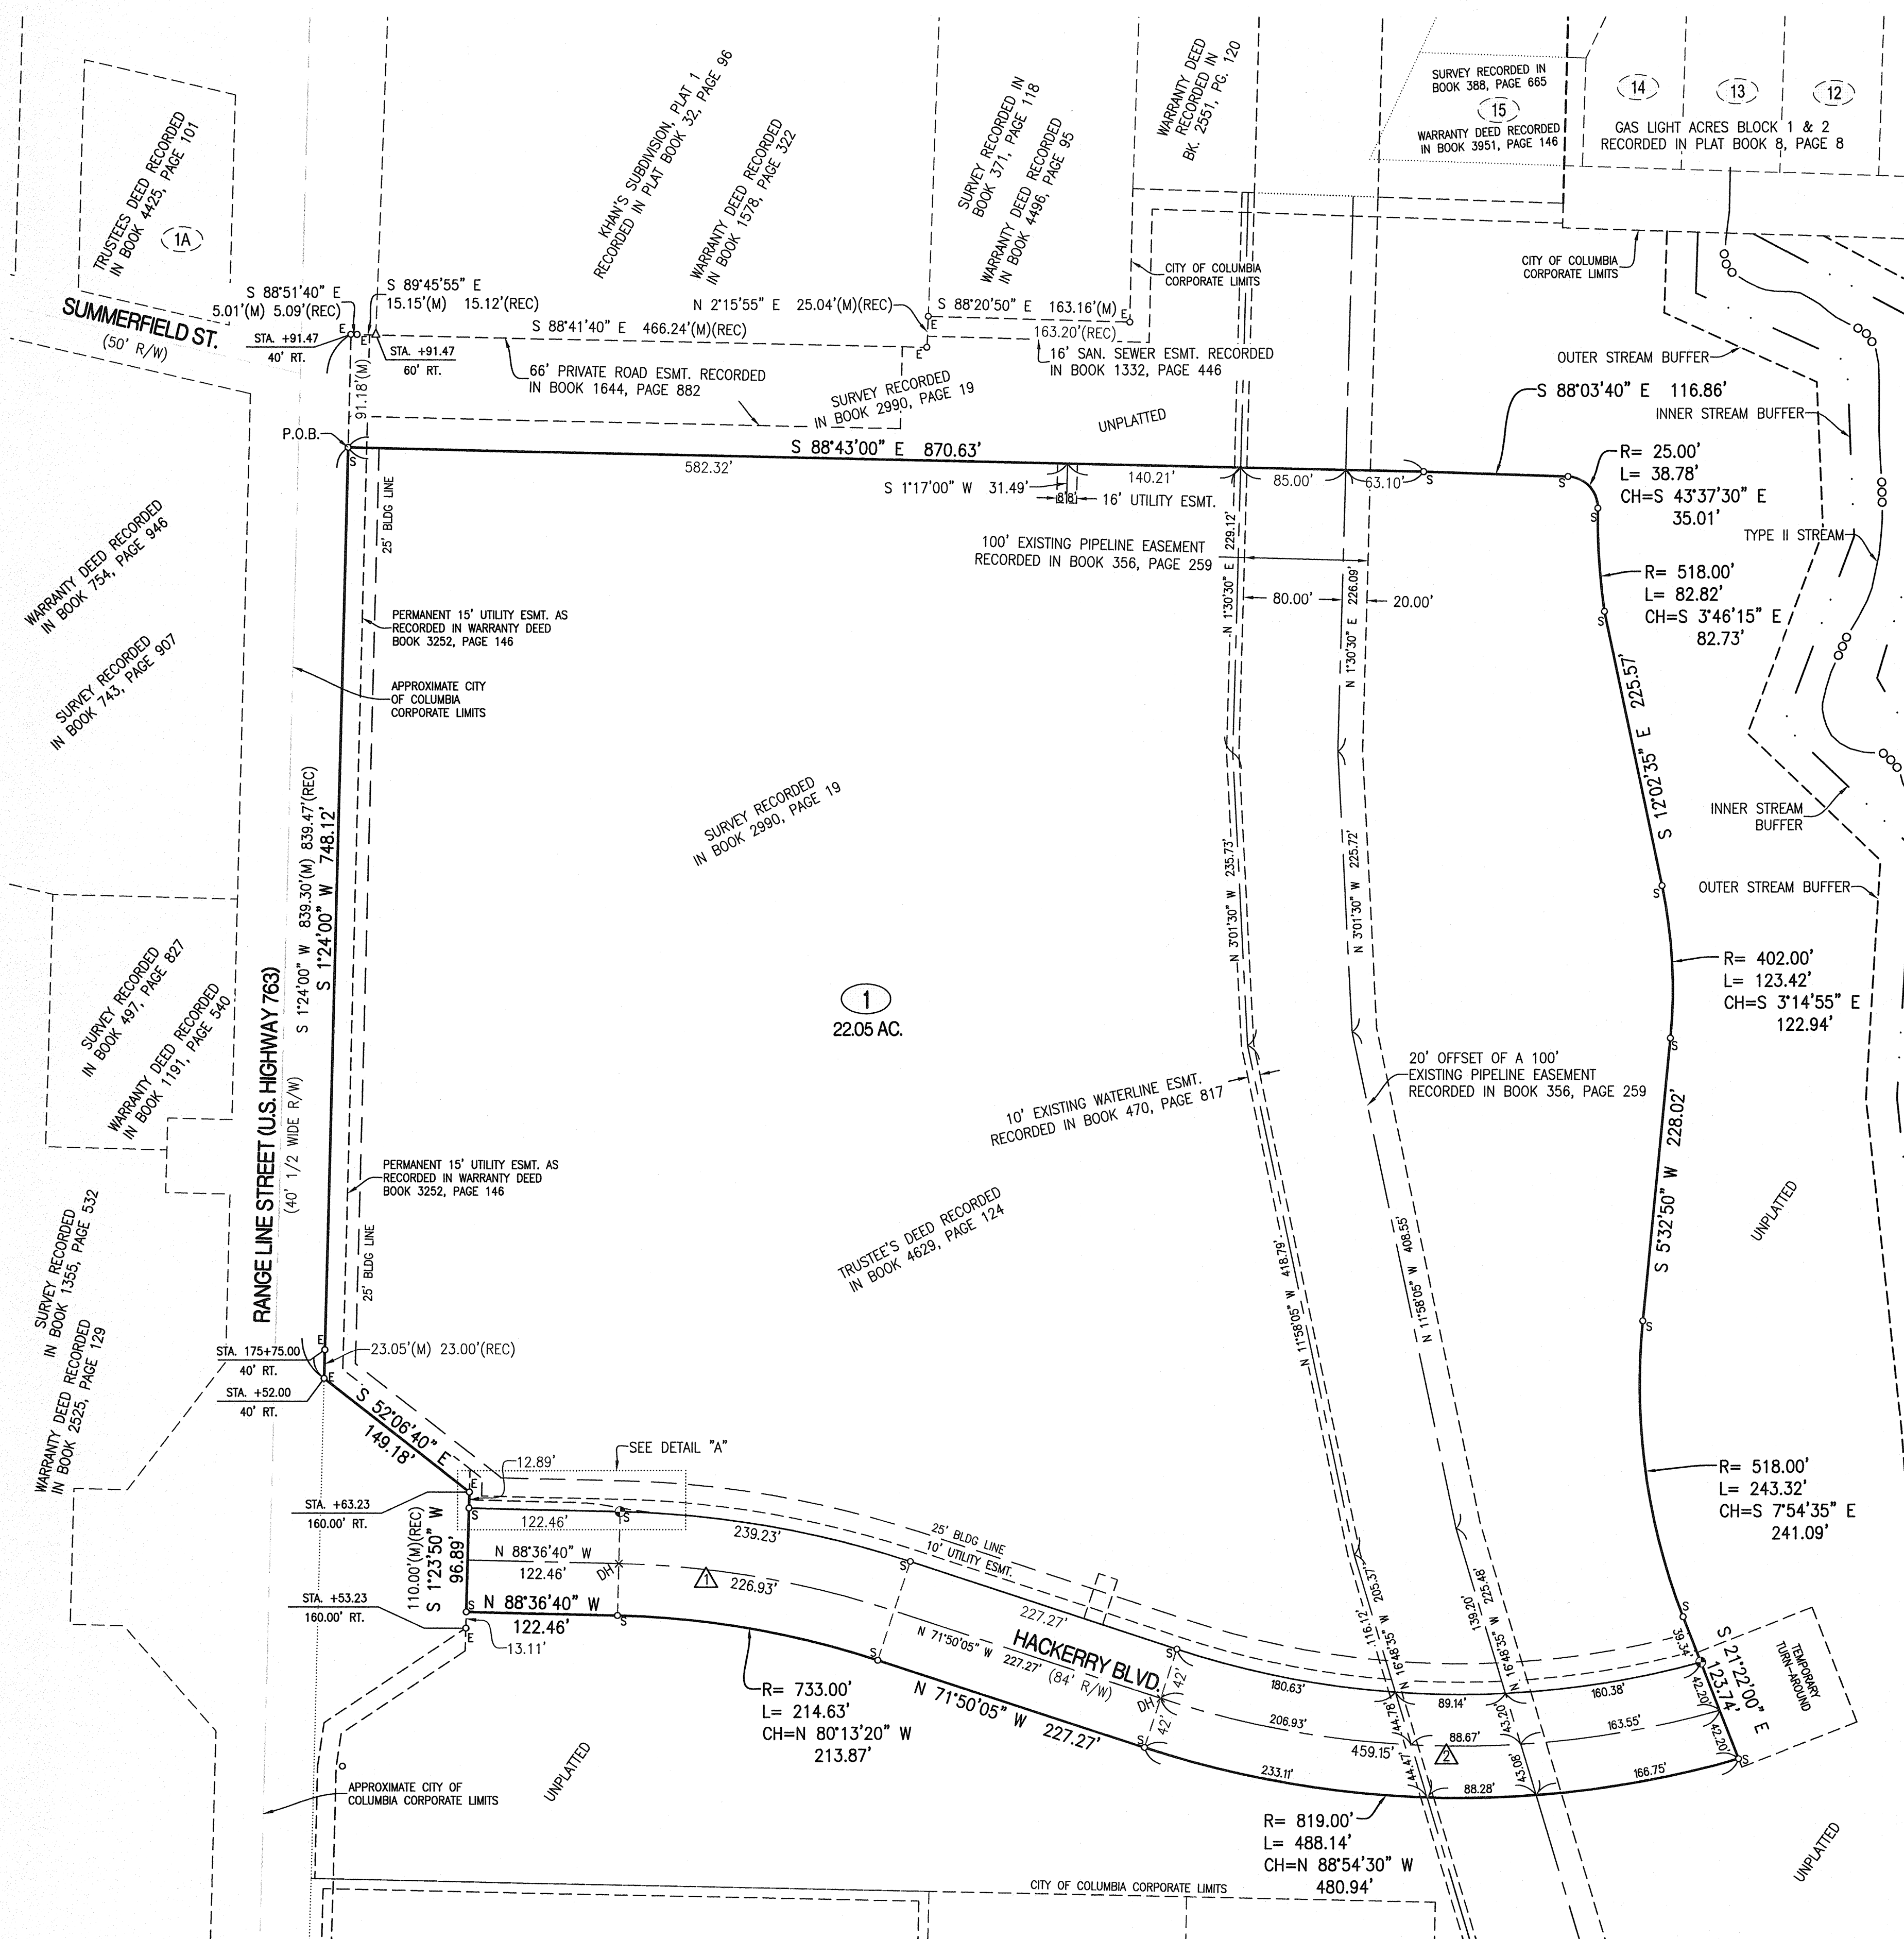 TRUSTEES DEED RECORDED
IN BOOK 4425, PAGE 101
1A
KHAN'S SUBDIVISION, PLAT 1
RECORDED IN PLAT BOOK 32, PAGE 96
WARRANTY DEED RECORDED
IN BOOK 1578, PAGE 322
SURVEY RECORDED IN
BOOK 371, PAGE 118
WARRANTY DEED RECORDED
IN BOOK 4496, PAGE 95
WARRANTY DEED
RECORDED IN
BK. 2551, PG. 120
SURVEY RECORDED IN
BOOK 388, PAGE 665
15
WARRANTY DEED RECORDED
IN BOOK 3951, PAGE 146
14
13
12
GAS LIGHT ACRES BLOCK 1 & 2
RECORDED IN PLAT BOOK 8, PAGE 8
CITY OF COLUMBIA
CORPORATE LIMITS
CITY OF COLUMBIA
CORPORATE LIMITS
S 88°51'40" E
5.01'(M) 5.09'(REC)
S 89°45'55" E
15.15'(M) 15.12'(REC)
N 2°15'55" E 25.04'(M)(REC)
S 88°20'50" E 163.16'(M)
163.20'(REC)
S 88°41'40" E 466.24'(M)(REC)
SUMMERFIELD ST.
(50' R/W)
STA. +91.47
40' RT.
STA. +91.47
60' RT.
E
E
E
E
E
E
91.18'(M)
66' PRIVATE ROAD ESMT. RECORDED
IN BOOK 1644, PAGE 882
16' SAN. SEWER ESMT. RECORDED
IN BOOK 1332, PAGE 446
SURVEY RECORDED
IN BOOK 2990, PAGE 19
UNPLATTED
OUTER STREAM BUFFER
S 88°03'40" E 116.86'
INNER STREAM BUFFER
P.O.B.
S
S 88°43'00" E 870.63'
582.32'
140.21'
85.00'
63.10'
S
S
S
S 1°17'00" W 31.49'
8'
8'
16' UTILITY ESMT.
R= 25.00'
L= 38.78'
CH=S 43°37'30" E
35.01'
TYPE II STREAM
25' BLDG LINE
WARRANTY DEED RECORDED
IN BOOK 754, PAGE 946
100' EXISTING PIPELINE EASEMENT
RECORDED IN BOOK 356, PAGE 259
N 1°30'30" E 229.12'
N 1°30'30" E 226.09'
80.00'
20.00'
R= 518.00'
L= 82.82'
CH=S 3°46'15" E
82.73'
S
PERMANENT 15' UTILITY ESMT. AS
RECORDED IN WARRANTY DEED
BOOK 3252, PAGE 146
SURVEY RECORDED
IN BOOK 743, PAGE 907
APPROXIMATE CITY
OF COLUMBIA
CORPORATE LIMITS
S 12°02'35" E 225.57'
S 1°24'00" W 839.30'(M) 839.47'(REC)
S 1°24'00" W 748.12'
SURVEY RECORDED
IN BOOK 2990, PAGE 19
N 3°01'30" W 235.73'
N 3°01'30" W 225.72'
INNER STREAM
BUFFER
OUTER STREAM BUFFER
S
SURVEY RECORDED
IN BOOK 497, PAGE 827
WARRANTY DEED RECORDED
IN BOOK 1191, PAGE 540
RANGE LINE STREET (U.S. HIGHWAY 763)
(40' 1/2 WIDE R/W)
1
22.05 AC.
R= 402.00'
L= 123.42'
CH=S 3°14'55" E
122.94'
S
20' OFFSET OF A 100'
EXISTING PIPELINE EASEMENT
RECORDED IN BOOK 356, PAGE 259
10' EXISTING WATERLINE ESMT.
RECORDED IN BOOK 470, PAGE 817
PERMANENT 15' UTILITY ESMT. AS
RECORDED IN WARRANTY DEED
BOOK 3252, PAGE 146
S 5°32'50" W 228.02'
UNPLATTED
TRUSTEE'S DEED RECORDED
IN BOOK 4629, PAGE 124
25' BLDG LINE
N 11°58'05" W 418.79'
N 11°58'05" W 408.55'
SURVEY RECORDED
IN BOOK 1355, PAGE 532
WARRANTY DEED RECORDED
IN BOOK 2525, PAGE 129
S
E
STA. 175+75.00
40' RT.
23.05'(M) 23.00'(REC)
E
STA. +52.00
40' RT.
S 52°06'40" E
149.18'
SEE DETAIL "A"
12.89'
E
STA. +63.23
160.00' RT.
R= 518.00'
L= 243.32'
CH=S 7°54'35" E
241.09'
S
S
122.46'
239.23'
25' BLDG LINE
10' UTILITY ESMT.
110.00'(M)(REC)
S 1°23'50" W
96.89'
N 88°36'40" W
122.46'
DH
1
226.93'
S
STA. +53.23
160.00' RT.
S
E
N 88°36'40" W
122.46'
S
13.11'
227.27'
HACKERRY BLVD.
(84' R/W)
N 71°50'05" W 227.27'
N 71°50'05" W 227.27'
S
S
S
DH
42'
42'
116.12'
N 16°48'35" W 205.37'
139.20'
N 16°48'35" W 225.48'
S
39.34'
S 21°22'00" E
123.74'
42.20'
42.20'
S
TEMPORARY
TURN-AROUND
R= 733.00'
L= 214.63'
CH=N 80°13'20" W
213.87'
180.63'
89.14'
160.38'
206.93'
88.67'
163.55'
459.15'
2
44.78'
44.47'
43.20'
43.08'
233.11'
88.28'
166.75'
APPROXIMATE CITY OF
COLUMBIA CORPORATE LIMITS
UNPLATTED
R= 819.00'
L= 488.14'
CH=N 88°54'30" W
480.94'
UNPLATTED
CITY OF COLUMBIA CORPORATE LIMITS